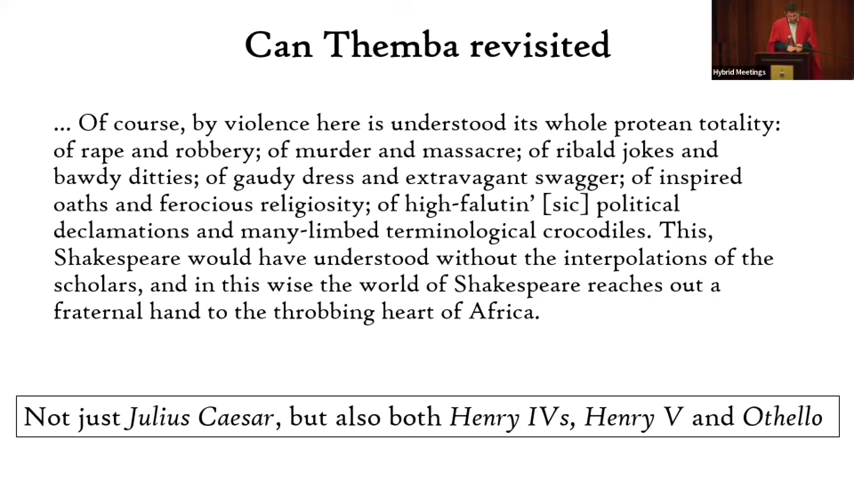 Can Themba revisited
Hybrid Meetings
... Of course, by violence here is understood its whole protean totality:
of rape and robbery; of murder and massacre; of ribald jokes and
bawdy ditties; of gaudy dress and extravagant swagger; of inspired
oaths and ferocious religiosity; of high-falutin’ [sic] political
declamations and many-limbed terminological crocodiles. This,
Shakespeare would have understood without the interpolations of the
scholars, and in this wise the world of Shakespeare reaches out a
fraternal hand to the throbbing heart of Africa.
Not just Julius Caesar, but also both Henry IVs, Henry V and Othello